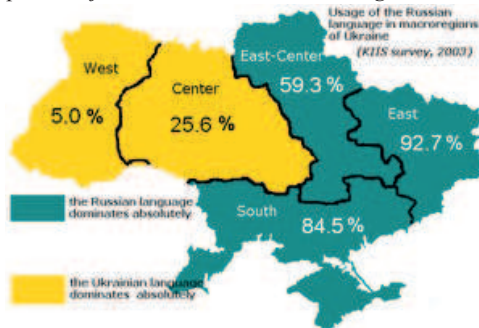 Usage of the Russian
language in macroregions
of Ukraine
(KIIS survey, 2003)
East-Center
59.3 %
West
5.0 %
Center
25.6 %
East
92.7 %
South
84.5 %
the Russian language
dominates absolutely
the Ukrainian language
dominates absolutely